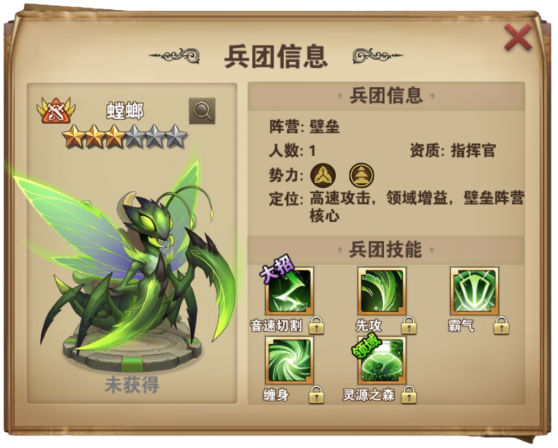 兵团信息
螳螂
未获得
兵团信息
阵营: 壁垒
人数: 1 资质: 指挥官
势力:
定位: 高速攻击，领域增益，壁垒阵营
核心
兵团技能
大招
音速切割 先攻 霸气
领域
缠身 灵源之森